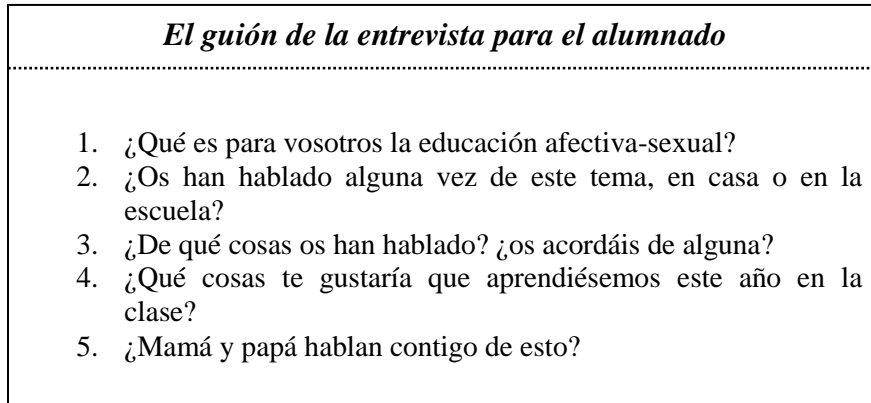 El guión de la entrevista para el alumnado
1. ¿Qué es para vosotros la educación afectiva-sexual?
2. ¿Os han hablado alguna vez de este tema, en casa o en la
escuela?
3. ¿De qué cosas os han hablado? ¿os acordáis de alguna?
4. ¿Qué cosas te gustaría que aprendiésemos este año en la
clase?
5. ¿Mamá y papá hablan contigo de esto?